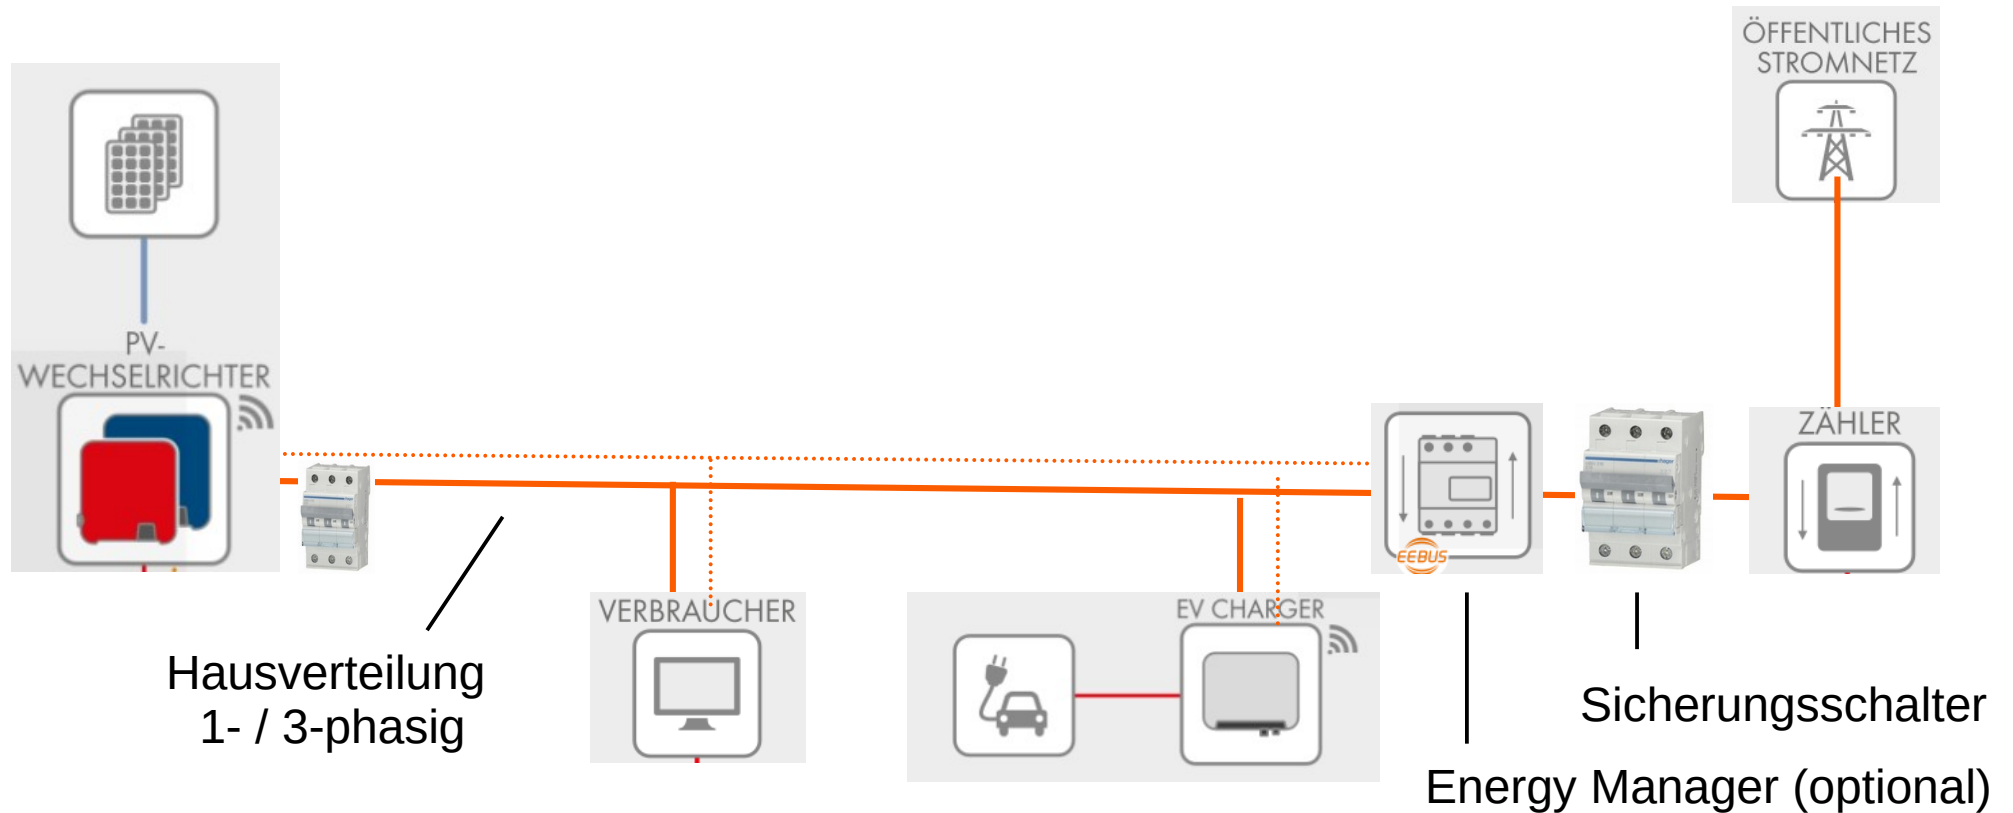 ÖFFENTLICHES
STROMNETZ
PV-
WECHSELRICHTER
ZÄHLER
EEBUS
VERBRAUCHER
EV CHARGER
Hausverteilung
1- / 3-phasig
Sicherungsschalter
Energy Manager (optional)